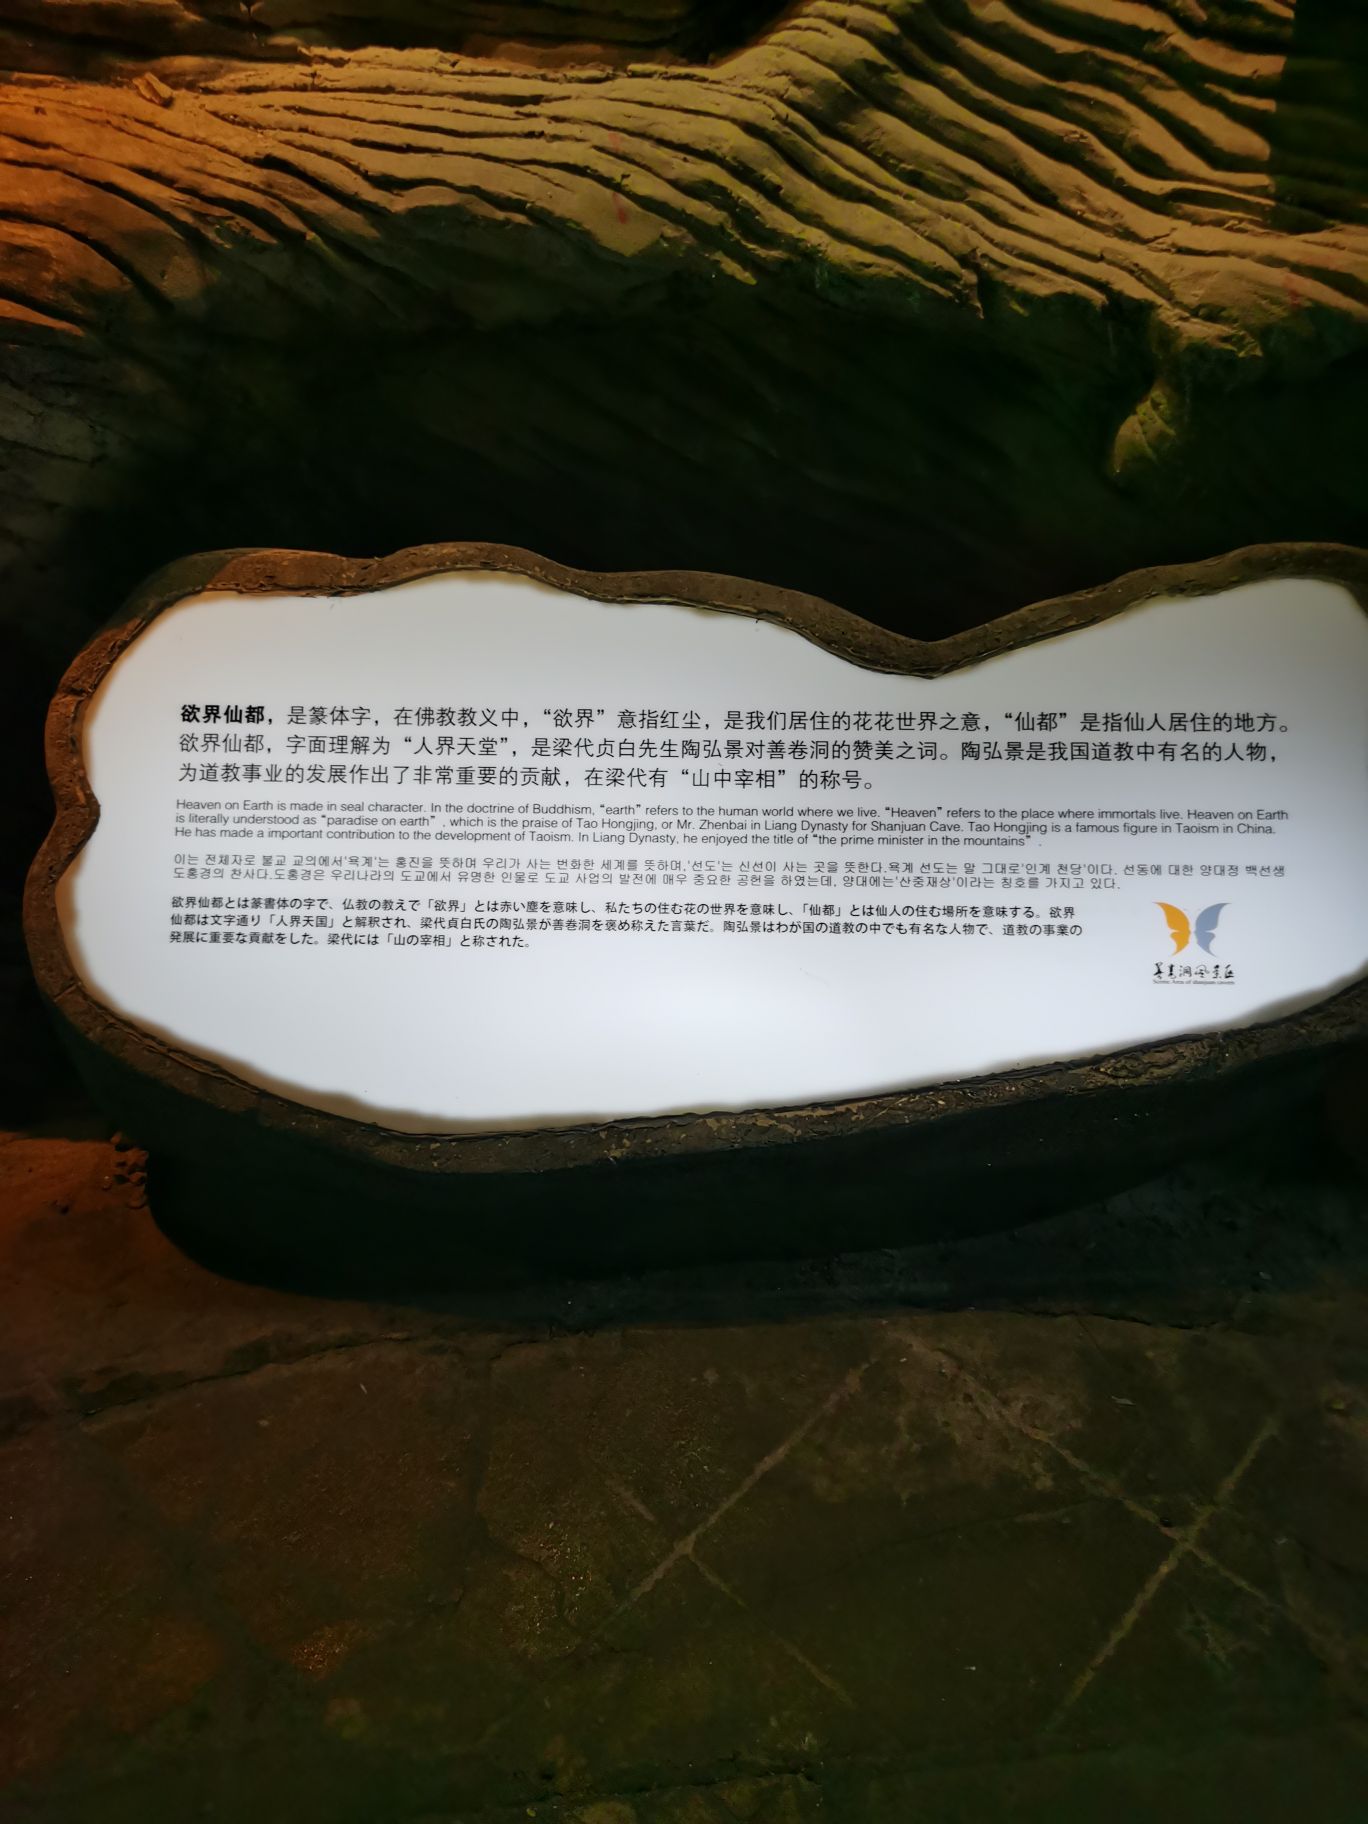 欲界仙都，是篆体字，在佛教教义中，“欲界”意指红尘，是我们居住的花花世界之意，“仙都”是指仙人居住的地方。
欲界仙都，字面理解为“人界天堂”，是梁代贞白先生陶弘景对善卷洞的赞美之词。陶弘景是我国道教中有名的人物，
为道教事业的发展作出了非常重要的贡献，在梁代有“山中宰相”的称号。
Heaven on Earth is made in seal character. In the doctrine of Buddhism, “earth” refers to the human world where we live. “Heaven” refers to the place where immortals live. Heaven on Earth
is literally understood as “paradise on earth” , which is the praise of Tao Hongjing, or Mr. Zhenbai in Liang Dynasty for Shanjuan Cave. Tao Hongjing is a famous figure in Taoism in China.
He has made a important contribution to the development of Taoism. In Liang Dynasty, he enjoyed the title of “the prime minister in the mountains” .
이는 전체자로 불교 교의에서'욕계'는 홍진을 뜻하며 우리가 사는 번화한 세계를 뜻하며,'선도'는 신선이 사는 곳을 뜻한다.욕계 선도는 말 그대로'인계 천당'이다. 선동에 대한 양대정 백선생
도홍경의 찬사다.도홍경은 우리나라의 도교에서 유명한 인물로 도교 사업의 발전에 매우 중요한 공헌을 하였는데, 양대에는'산중재상'이라는 칭호를 가지고 있다.
欲界仙都とは篆書体の字で、仏教の教えで「欲界」とは赤い塵を意味し、私たちの住む花の世界を意味し、「仙都」とは仙人の住む場所を意味する。欲界
仙都は文字通り「人界天国」と解釈され、梁代貞白氏の陶弘景が善巻洞を褒め称えた言葉だ。陶弘景はわが国の道教の中でも有名な人物で、道教の事業の
発展に重要な貢献をした。梁代には「山の宰相」と称された。
善卷洞风景区
Scenic Area of shanjuan cavern